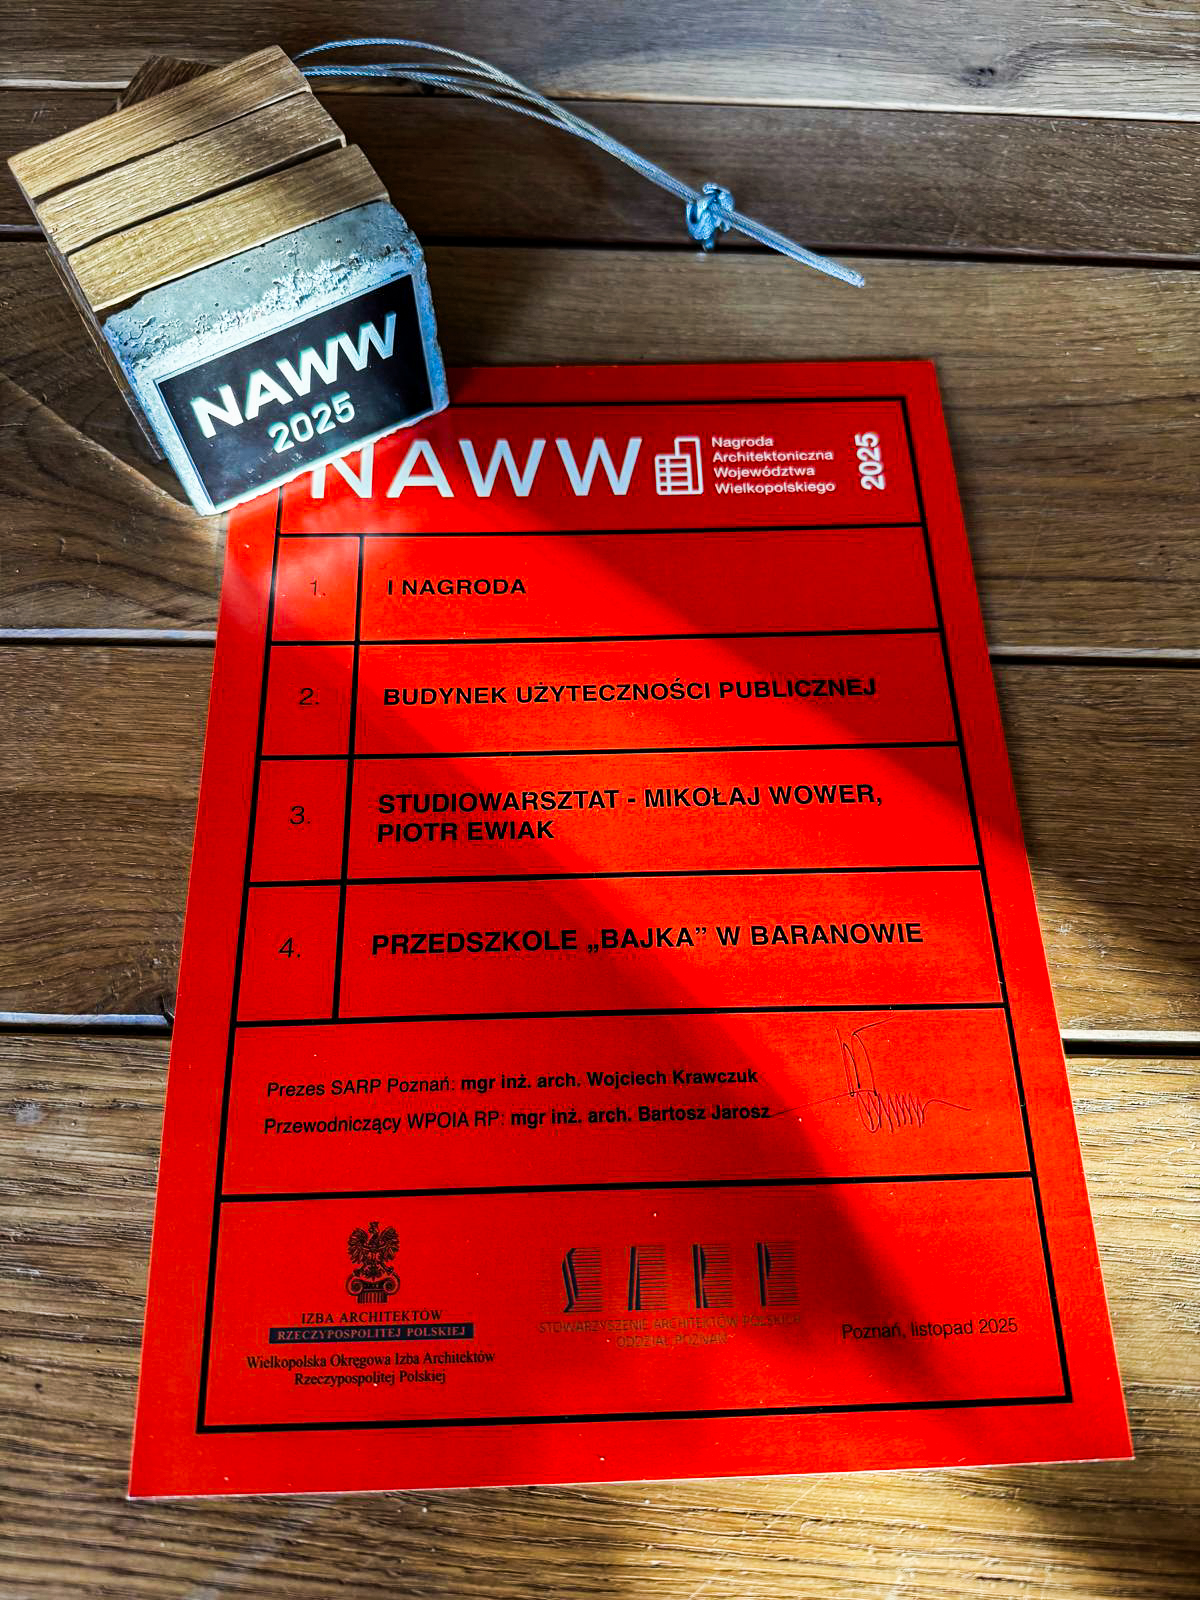 NAWW
2025
NAWW
Nagroda
Architektoniczna
Województwa
Wielkopolskiego
2025
1. I NAGRODA
2. BUDYNEK UŻYTECZNOŚCI PUBLICZNEJ
3. STUDIOWARSZTAT - MIKOŁAJ WOWER,
PIOTR EWIAK
4. PRZEDSZKOLE „BAJKA” W BARANOWIE
Prezes SARP Poznań: mgr inż. arch. Wojciech Krawczuk
Przewodniczący WPOIA RP: mgr inż. arch. Bartosz Jarosz
IZBA ARCHITEKTÓW
RZECZYPOSPOLITEJ POLSKIEJ
Wielkopolska Okręgowa Izba Architektów
Rzeczypospolitej Polskiej
SARP
STOWARZYSZENIE ARCHITEKTÓW POLSKICH
ODDZIAŁ POZNAŃ
Poznań, listopad 2025